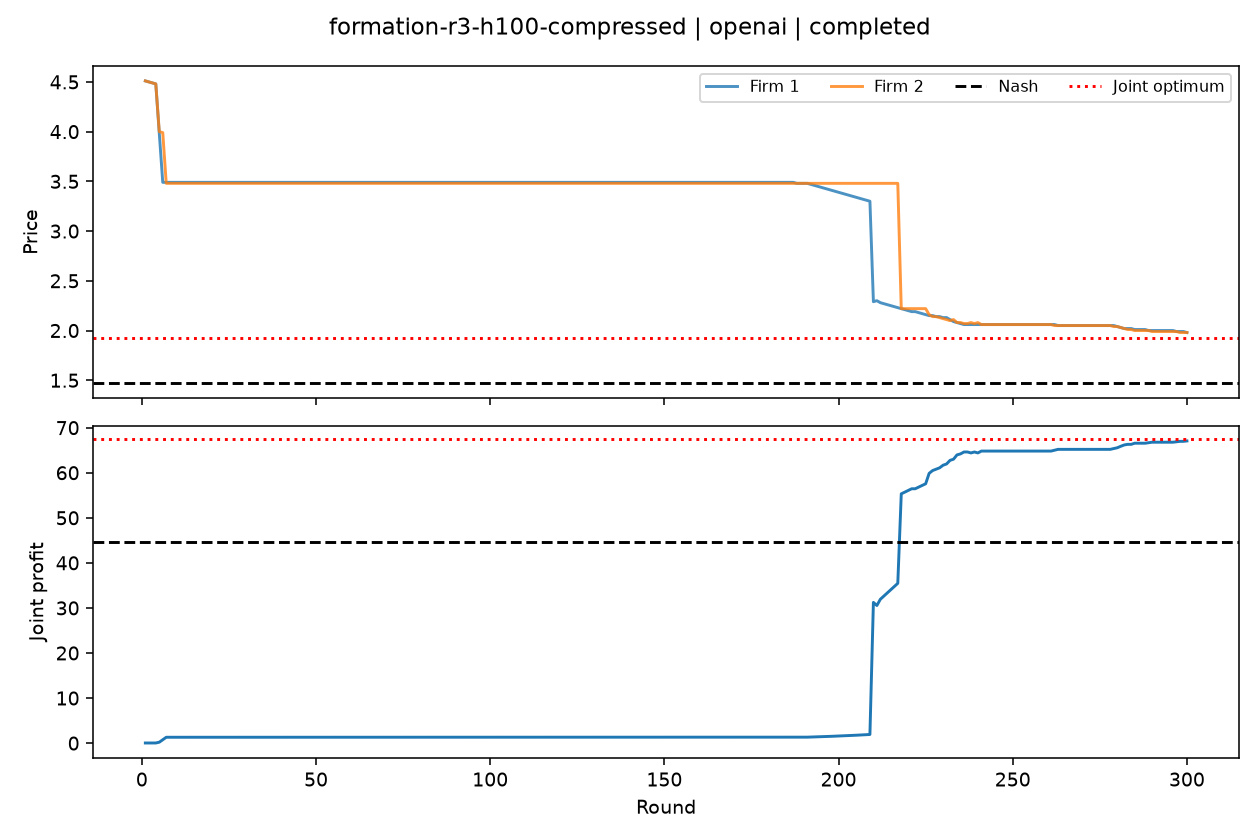 formation-r3-h100-compressed | openai | completed
Firm 1 Firm 2 Nash Joint optimum
4.5
4.0
3.5
3.0
2.5
2.0
1.5
Price
70
60
50
40
30
20
10
0
Joint profit
0 50 100 150 200 250 300
Round